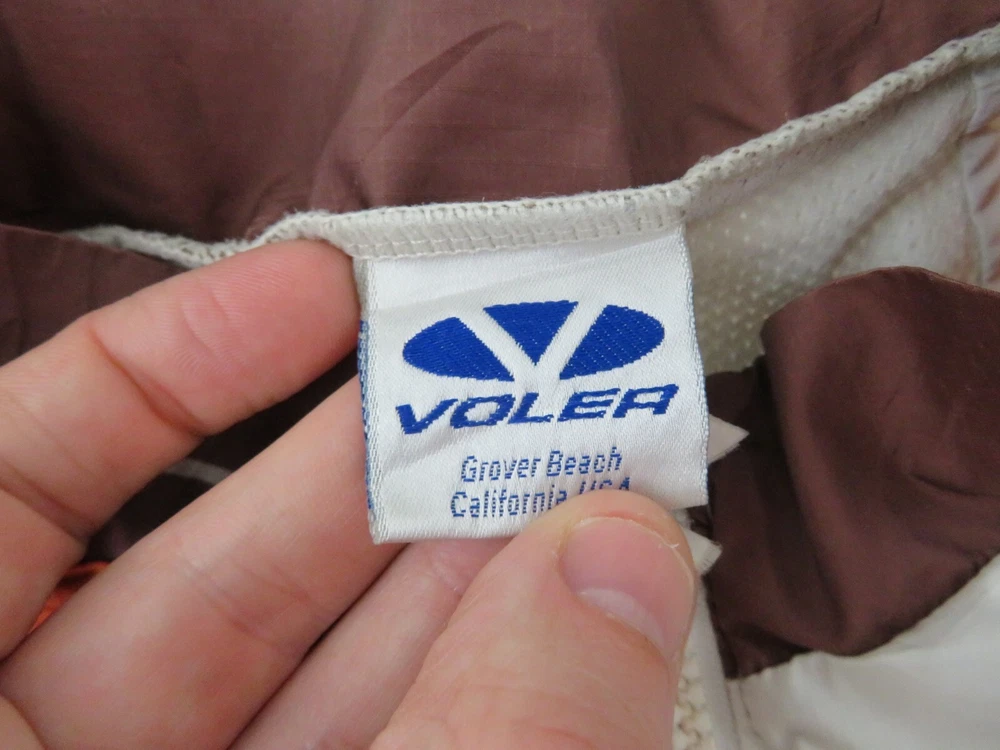 VOLER
Grover Beach
California USA